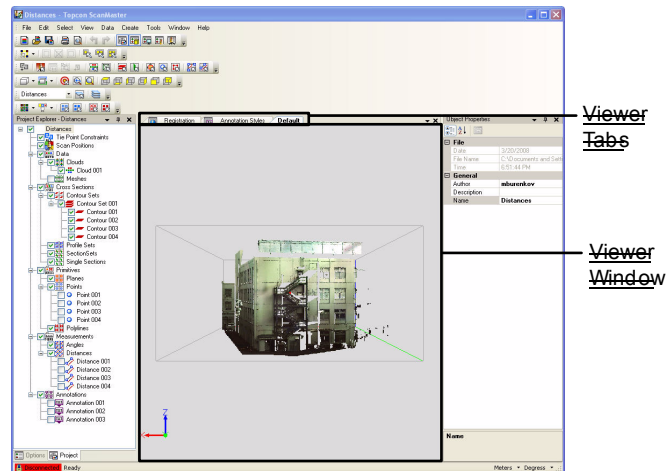 Distances - Topcon ScanMaster
File Edit Select View Data Create Tools Window Help
Distances
Project Explorer - Distances
Registration Annotation Styles Default
Object Properties
Distances
Tie Point Constraints
Scan Positions
Data
Clouds
Cloud 001
Meshes
Cross Sections
Contour Sets
Contour Set 001
Contour 001
Contour 002
Contour 003
Contour 004
Profile Sets
SectionSets
Single Sections
Primitives
Planes
Points
Point 001
Point 002
Point 003
Point 004
Polylines
Measurements
Angles
Distances
Distance 001
Distance 002
Distance 003
Distance 004
Annotations
Annotation 001
Annotation 002
Annotation 003
Options Project
Z
File
Date 3/20/2008
File Name C:\Documents and Sett
Time 6:51:44 PM
General
Author mburenkov
Description
Name Distances
Name
Disconnected Ready
Meters Degrees
Viewer
Tabs
Viewer
Window